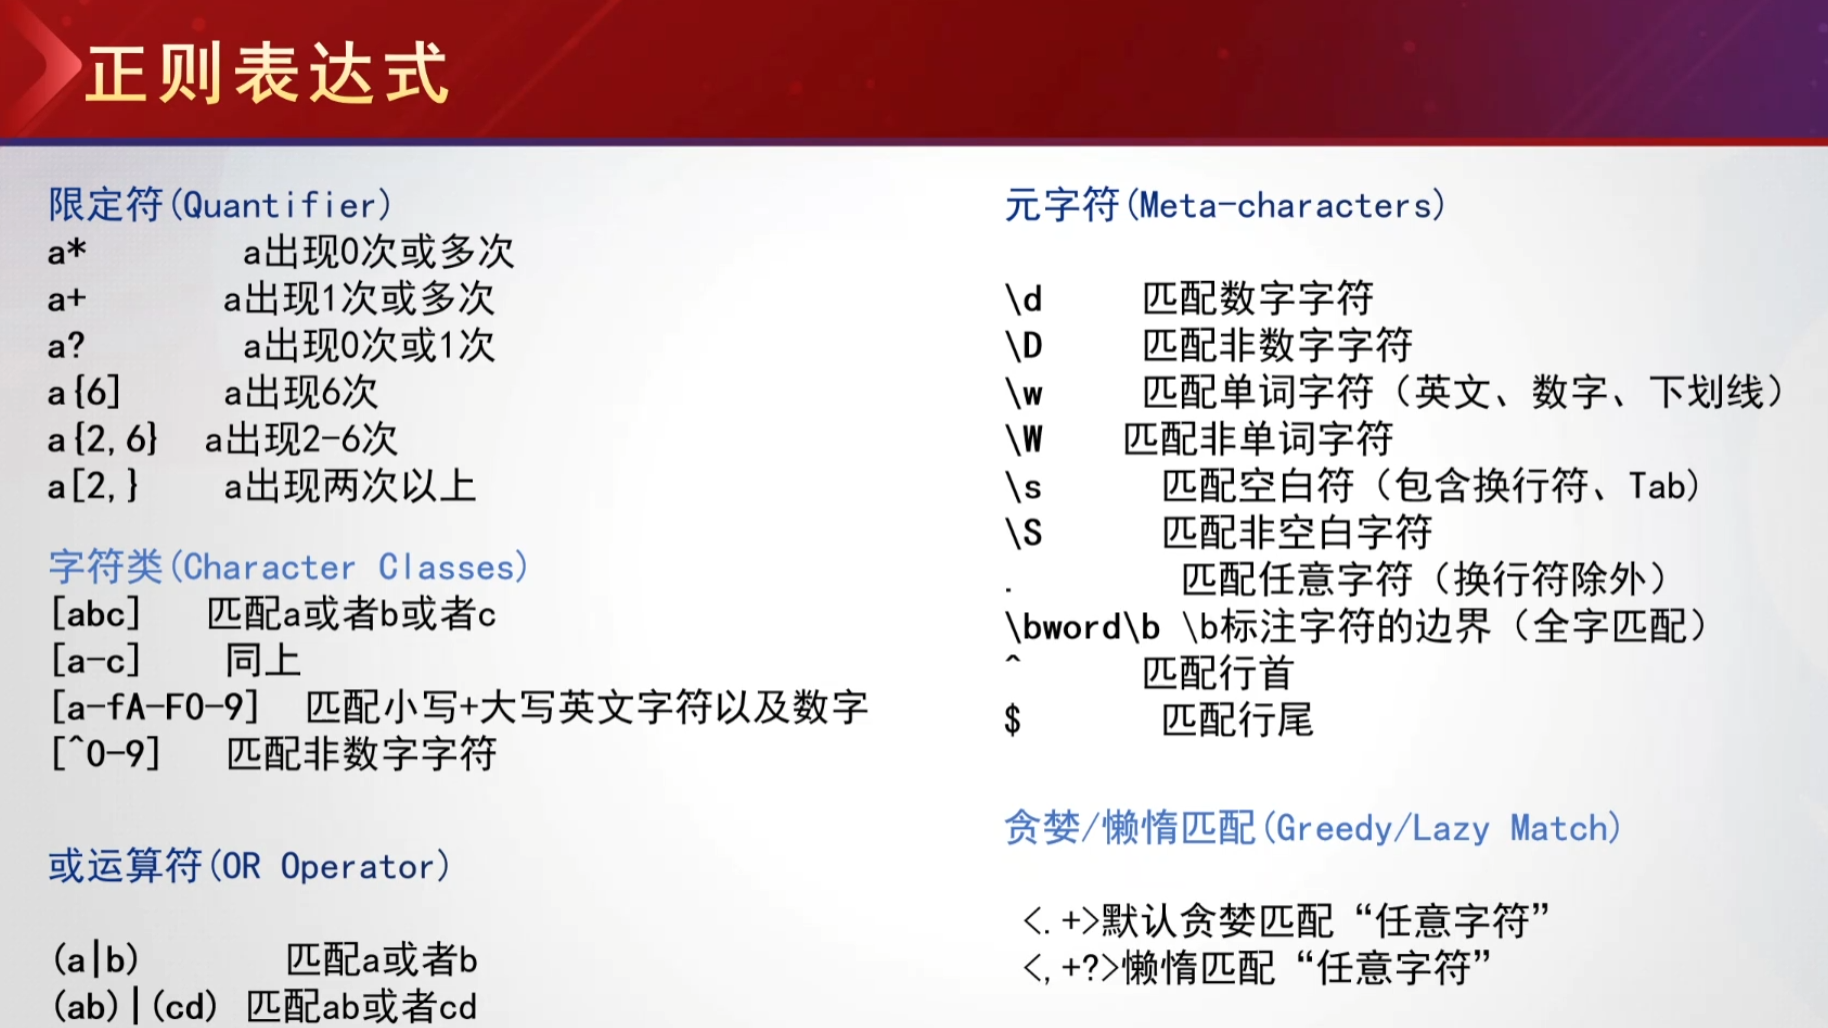 正则表达式
限定符(Quantifier)
a* a出现0次或多次
a+ a出现1次或多次
a? a出现0次或1次
a{6] a出现6次
a{2,6} a出现2-6次
a[2,} a出现两次以上
字符类(Character Classes)
[abc] 匹配a或者b或者c
[a-c] 同上
[a-fA-F0-9] 匹配小写+大写英文字符以及数字
[^0-9] 匹配非数字字符
或运算符(OR Operator)
(a|b) 匹配a或者b
(ab)|(cd) 匹配ab或者cd
元字符(Meta-characters)
\d 匹配数字字符
\D 匹配非数字字符
\w 匹配单词字符（英文、数字、下划线）
\W 匹配非单词字符
\s 匹配空白符（包含换行符、Tab)
\S 匹配非空白字符
. 匹配任意字符（换行符除外）
\bword\b \b标注字符的边界（全字匹配）
^ 匹配行首
$ 匹配行尾
贪婪/懒惰匹配(Greedy/Lazy Match)
<.+>默认贪婪匹配“任意字符”
<,+?>懒惰匹配“任意字符”